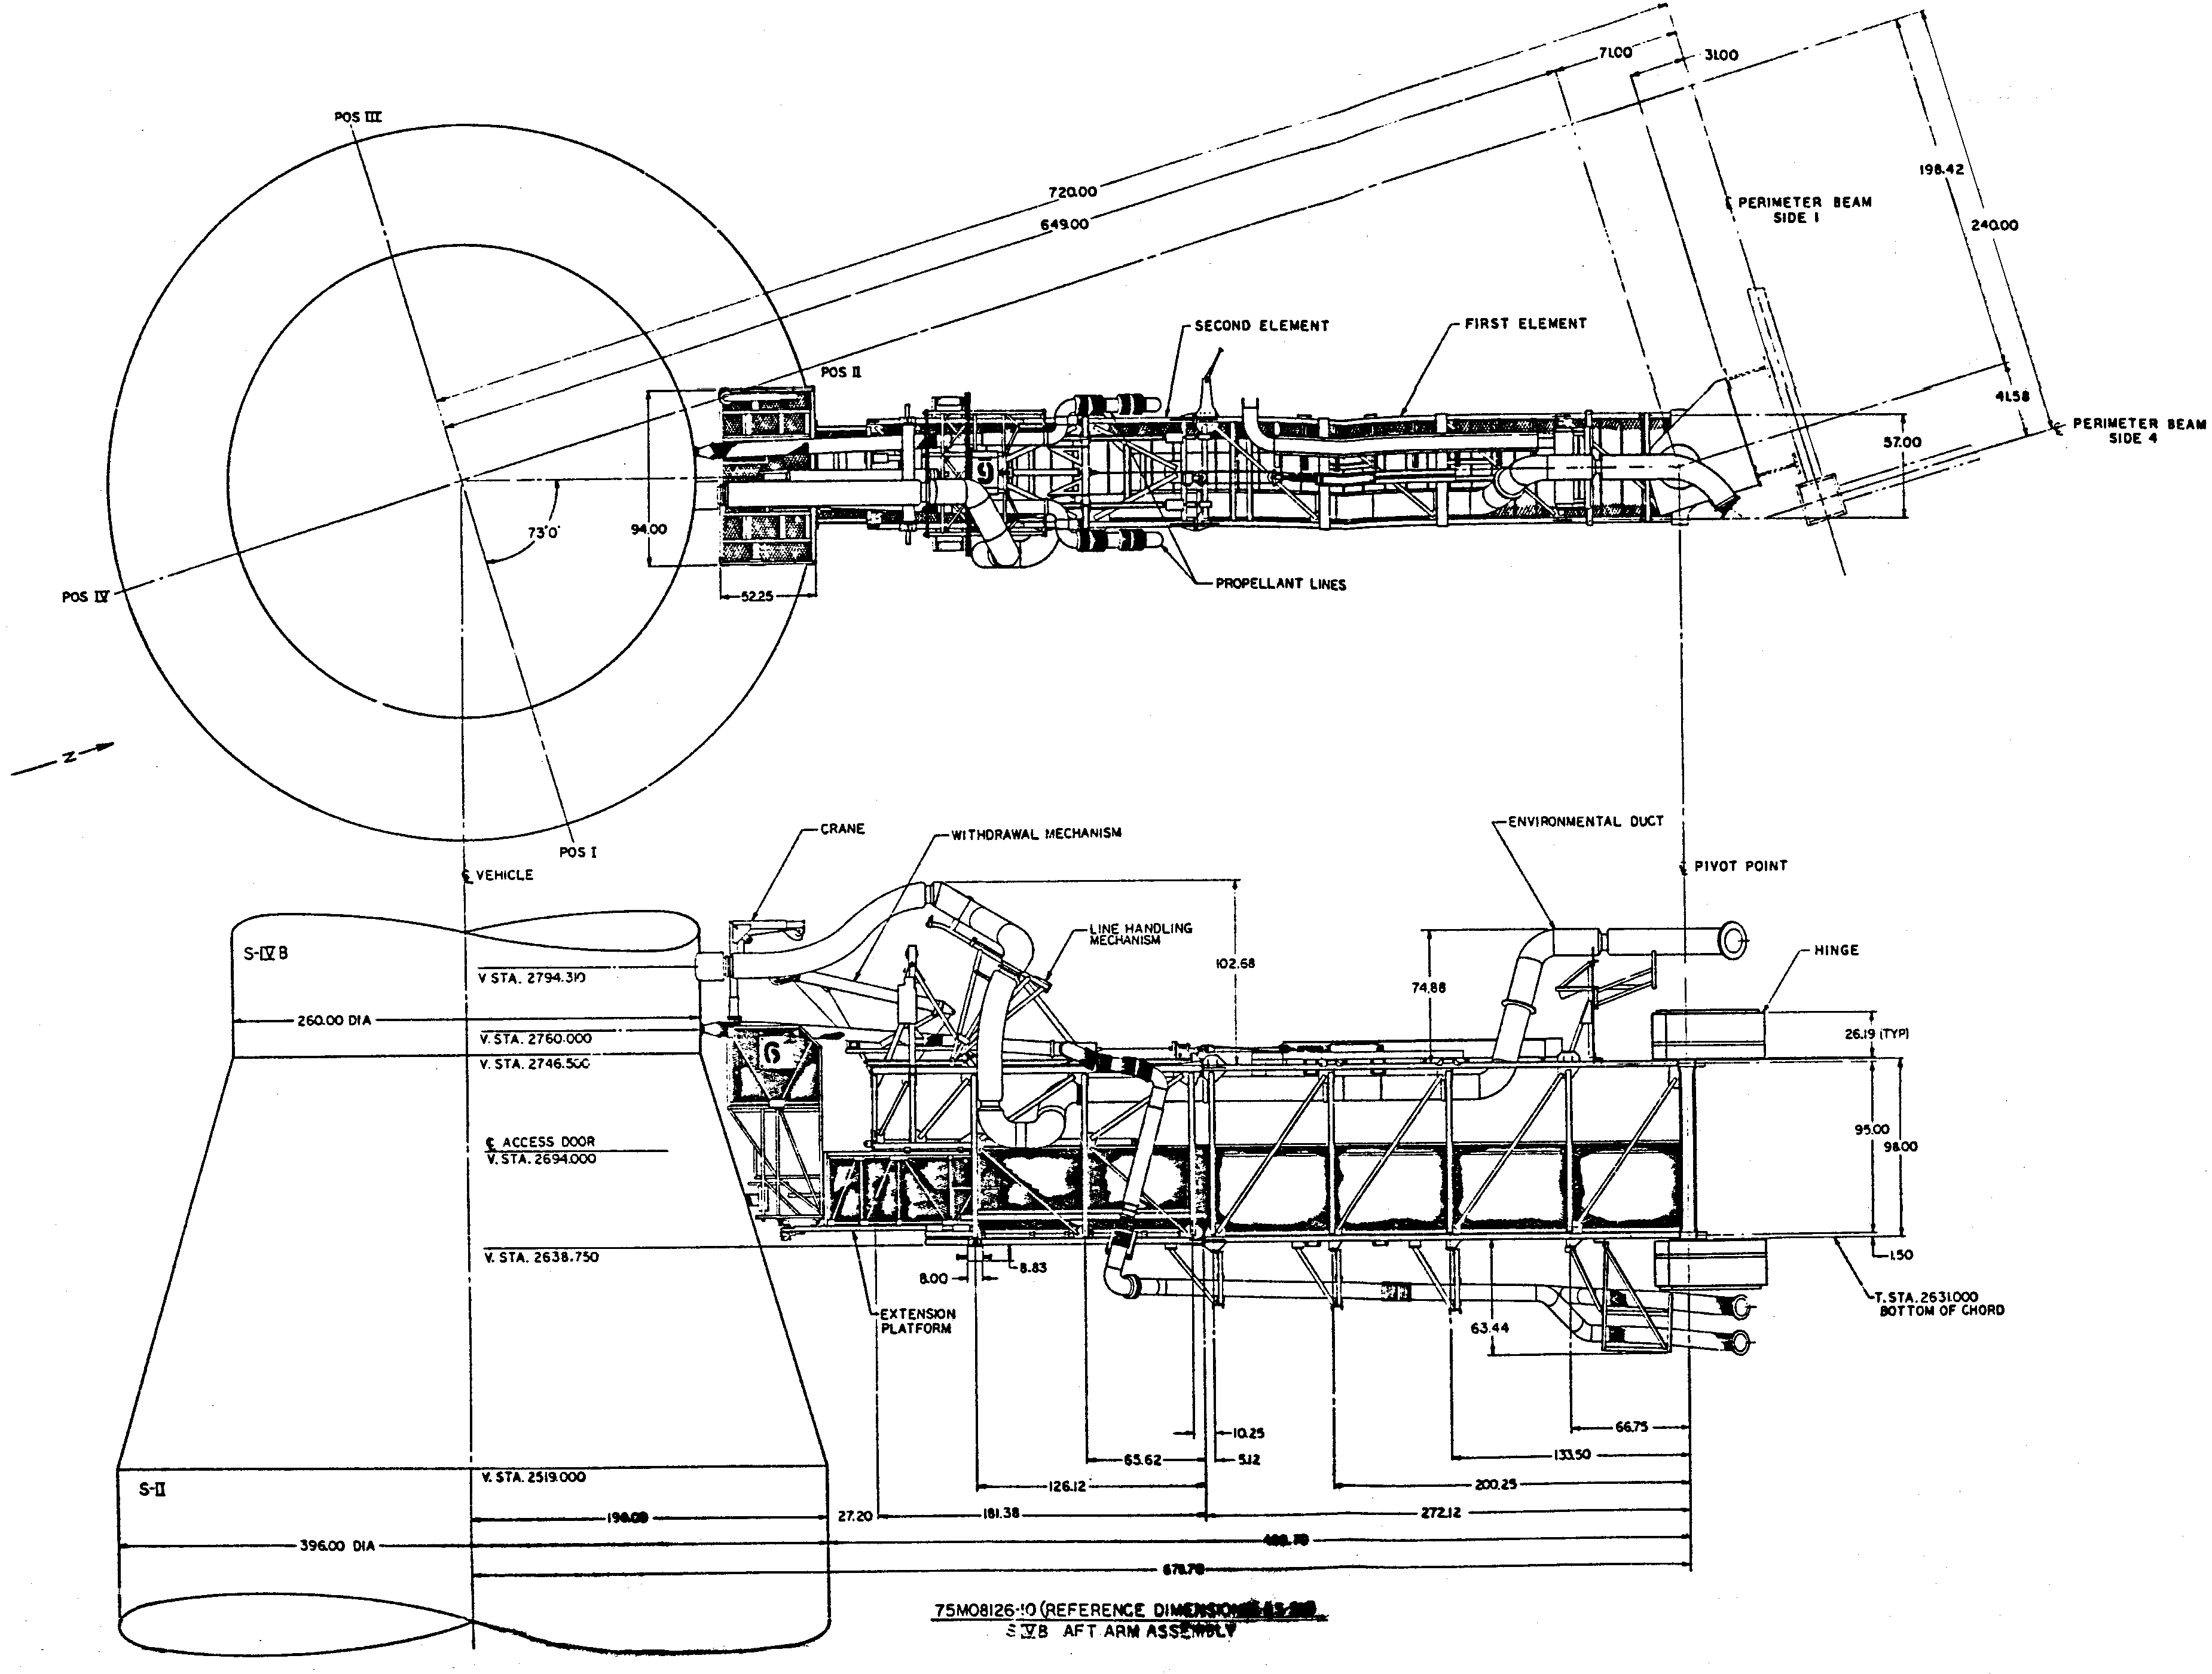 71.00
31.00
POS III
198.42
720.00
℄ PERIMETER BEAM
SIDE 1
649.00
240.00
SECOND ELEMENT
FIRST ELEMENT
POS II
41.58
℄ PERIMETER BEAM
SIDE 4
57.00
9
73°0'
94.00
PROPELLANT LINES
POS IV
52.25
N
CRANE
WITHDRAWAL MECHANISM
ENVIRONMENTAL DUCT
POS I
℄ VEHICLE
℄ PIVOT POINT
LINE HANDLING
MECHANISM
S-IV B
HINGE
102.68
V STA. 2794.310
74.88
260.00 DIA
26.19 (TYP)
V. STA. 2760.000
6
V. STA. 2746.500
95.00
98.00
℄ ACCESS DOOR
V. STA. 2694.000
V. STA. 2638.750
1.50
8.83
8.00
T. STA. 2631.000
BOTTOM OF CHORD
EXTENSION
PLATFORM
63.44
66.75
10.25
133.50
65.62
5.12
V. STA. 2519.000
200.25
S-II
126.12
198.00
27.20
181.38
272.12
396.00 DIA
75M08126-10 (REFERENCE DIMENSIONS
S-IVB AFT ARM ASSEMBLY